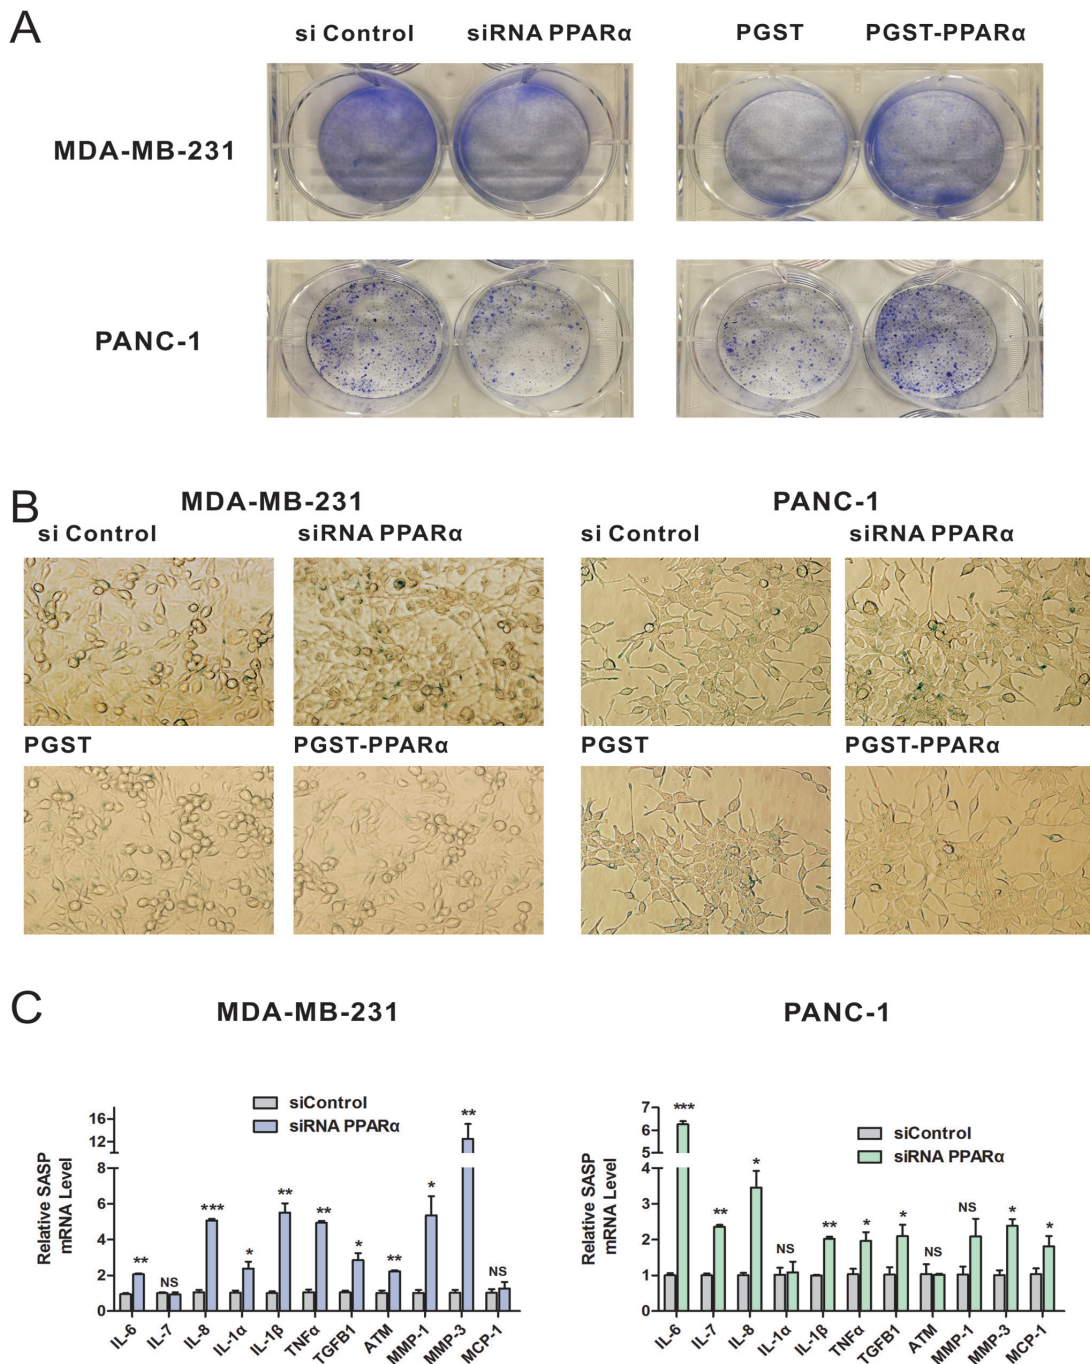 A
si Control siRNA PPARα PGST PGST-PPARα
MDA-MB-231
PANC-1
B
MDA-MB-231 PANC-1
si Control siRNA PPARα si Control siRNA PPARα
PGST PGST-PPARα PGST PGST-PPARα
C
MDA-MB-231 PANC-1
Relative SASP
mRNA Level
16
12
8
6
4
2
0
siControl
siRNA PPARα
** NS *** * ** ** * ** * ** NS
IL-6 IL-7 IL-8 IL-1α IL-1β TNFα TGFB1 ATM MMP-1 MMP-3 MCP-1
Relative SASP
mRNA Level
7
6
5
4
3
2
1
0
siControl
siRNA PPARα
*** ** * NS ** * * NS NS * *
IL-6 IL-7 IL-8 IL-1α IL-1β TNFα TGFB1 ATM MMP-1 MMP-3 MCP-1